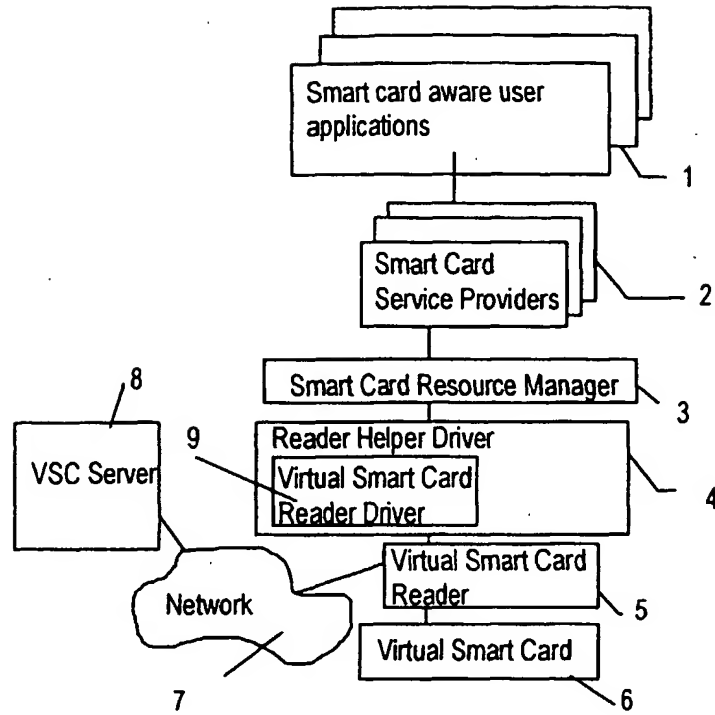 Smart card aware user
applications
1
Smart Card
Service Providers
2
8
Smart Card Resource Manager
3
9
Reader Helper Driver
VSC Server
Virtual Smart Card
Reader Driver
4
Virtual Smart Card
Reader
Network
5
Virtual Smart Card
7
6